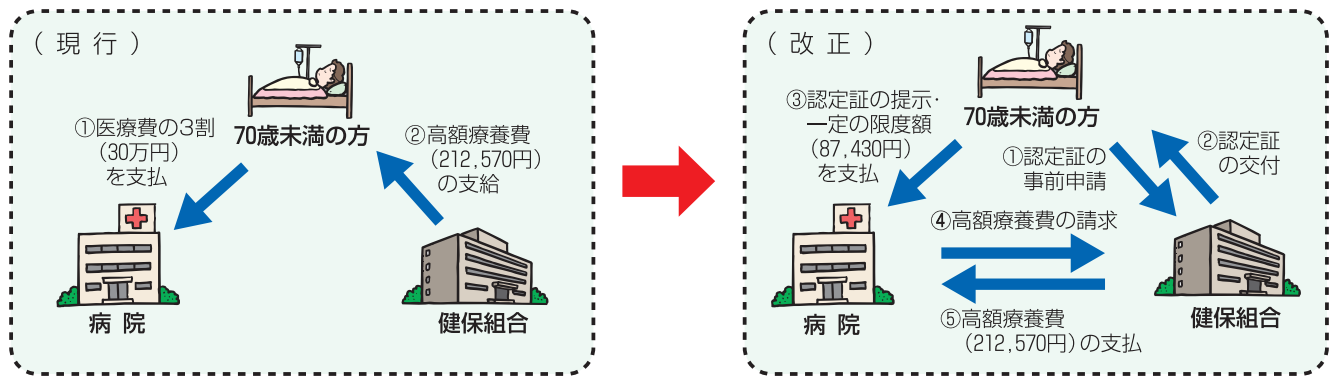 （現行）
①医療費の3割
（30万円）
を支払
70歳未満の方
②高額療養費
（212,570円）
の支給
病院
健保組合
（改正）
③認定証の提示・
一定の限度額
（87,430円）
を支払
70歳未満の方
①認定証の
事前申請
②認定証
の交付
④高額療養費の請求
⑤高額療養費
（212,570円）の支払
病院
健保組合